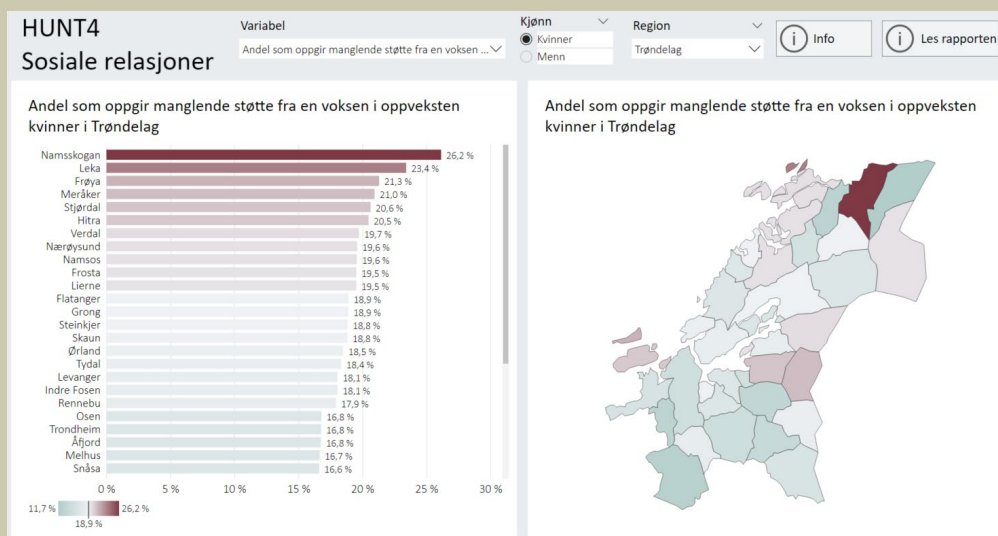 HUNT4
Sosiale relasjoner
Variabel
Andel som oppgir manglende støtte fra en voksen ...
Kjønn
Kvinner
Menn
Region
Trøndelag
Info
Les rapporten
Andel som oppgir manglende støtte fra en voksen i oppveksten
kvinner i Trøndelag
Namsskogan 26,2 %
Leka 23,4 %
Frøya 21,3 %
Meråker 21,0 %
Stjørdal 20,6 %
Hitra 20,5 %
Verdal 19,7 %
Nærøysund 19,6 %
Namsos 19,6 %
Frosta 19,5 %
Lierne 19,5 %
Flatanger 18,9 %
Grong 18,9 %
Steinkjer 18,8 %
Skaun 18,8 %
Ørland 18,5 %
Tydal 18,4 %
Levanger 18,1 %
Indre Fosen 18,1 %
Rennebu 17,9 %
Osen 16,8 %
Trondheim 16,8 %
Åfjord 16,8 %
Melhus 16,7 %
Snåsa 16,6 %
0 % 5 % 10 % 15 % 20 % 25 % 30 %
11,7 % 26,2 %
18,9 %
Andel som oppgir manglende støtte fra en voksen i oppveksten
kvinner i Trøndelag